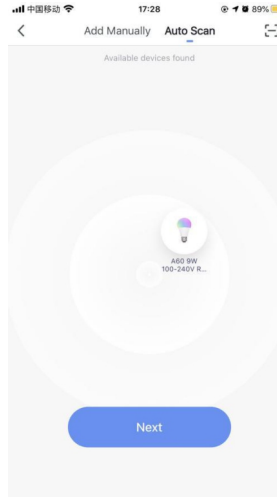 中国移动 17:28 89%
Add Manually Auto Scan
Available devices found
A60 9W
100-240V R...
Next